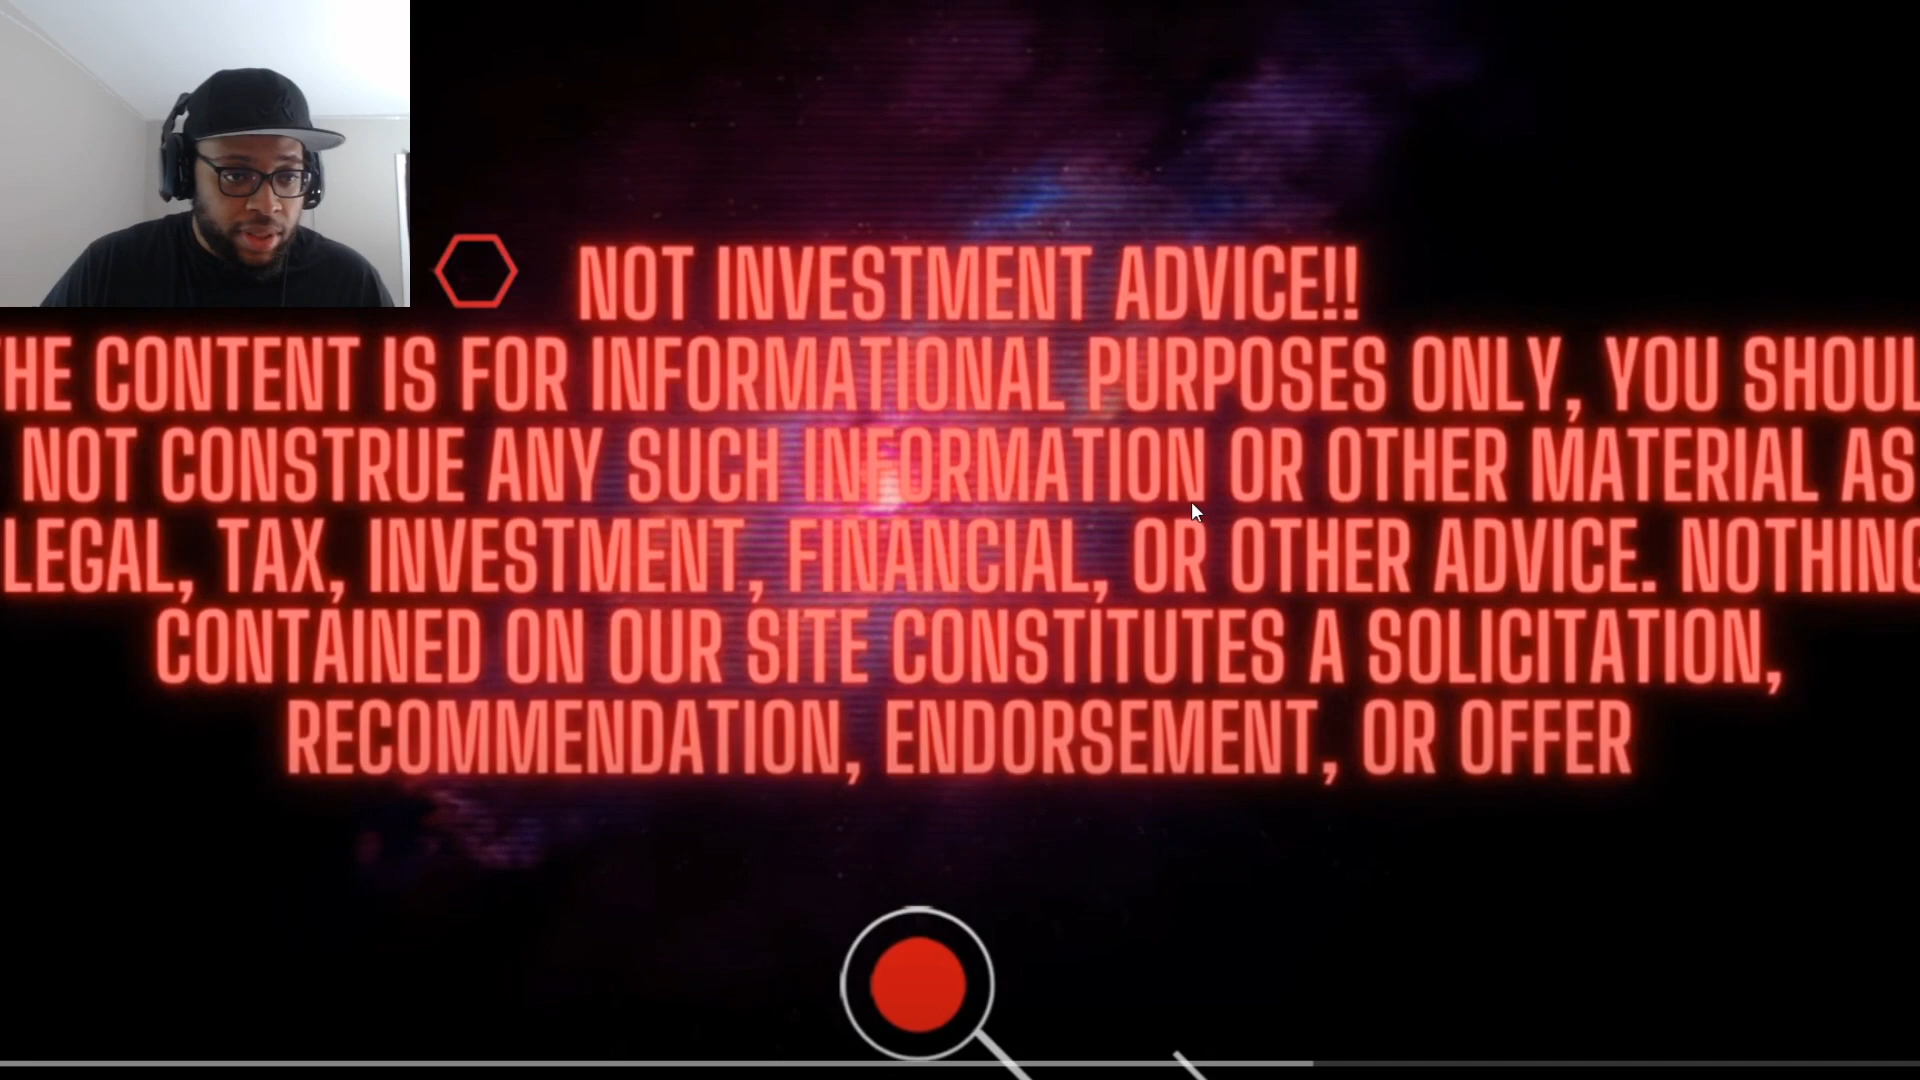 NOT INVESTMENT ADVICE!!
THE CONTENT IS FOR INFORMATIONAL PURPOSES ONLY, YOU SHOUL
NOT CONSTRUE ANY SUCH INFORMATION OR OTHER MATERIAL AS
LEGAL, TAX, INVESTMENT, FINANCIAL, OR OTHER ADVICE. NOTHING
CONTAINED ON OUR SITE CONSTITUTES A SOLICITATION,
RECOMMENDATION, ENDORSEMENT, OR OFFER